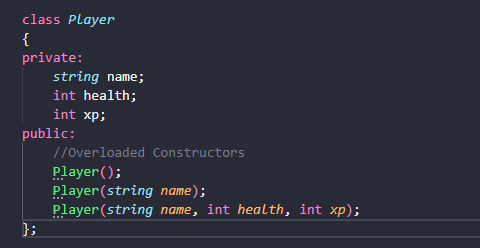 class Player
{
private:
    string name;
    int health;
    int xp;
public:
    //Overloaded Constructors
    Player();
    Player(string name);
    Player(string name, int health, int xp);
};